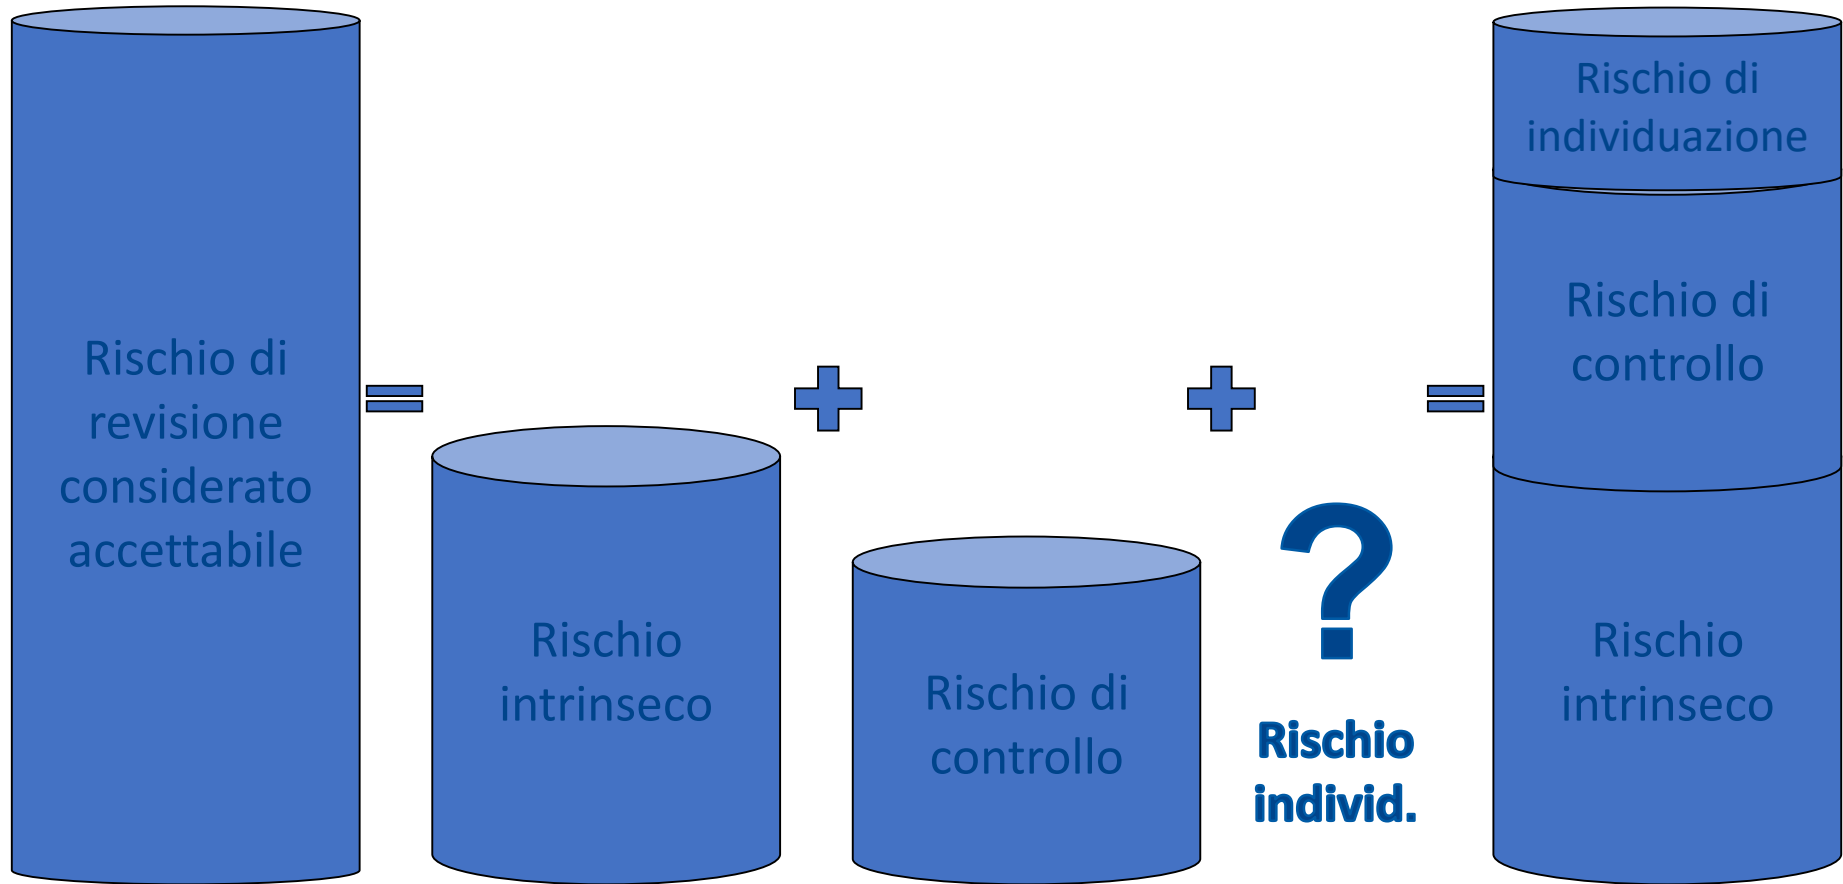 Rischio di
revisione
considerato
accettabile
=
Rischio
intrinseco
+
Rischio di
controllo
+
?
Rischio
individ.
=
Rischio di
individuazione
Rischio di
controllo
Rischio
intrinseco